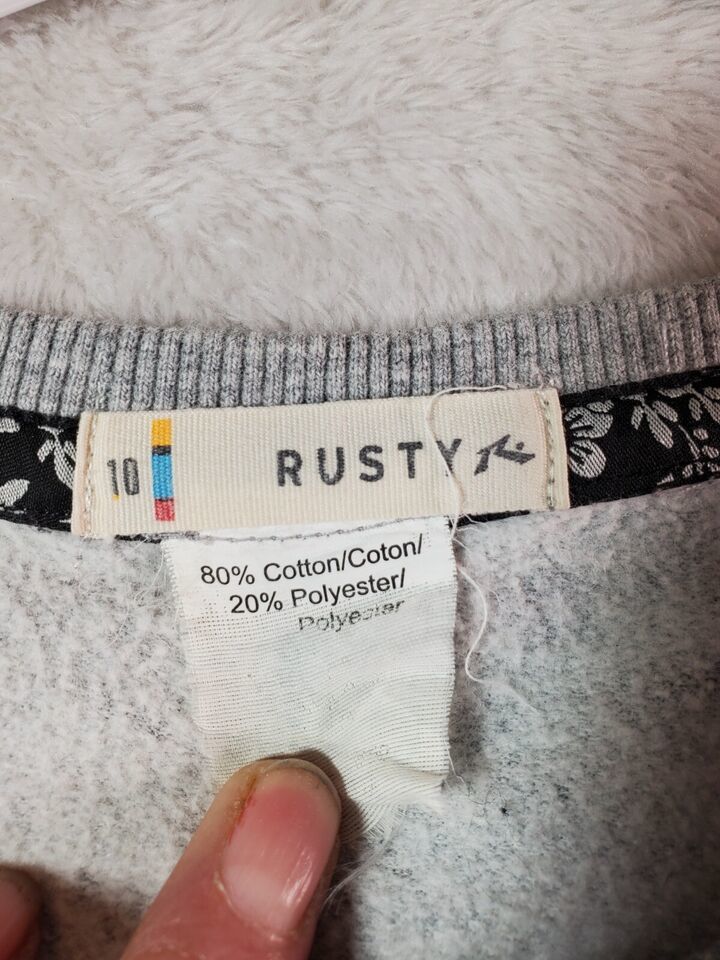 10 RUSTY
80% Cotton/Coton/
20% Polyester/
Polyester